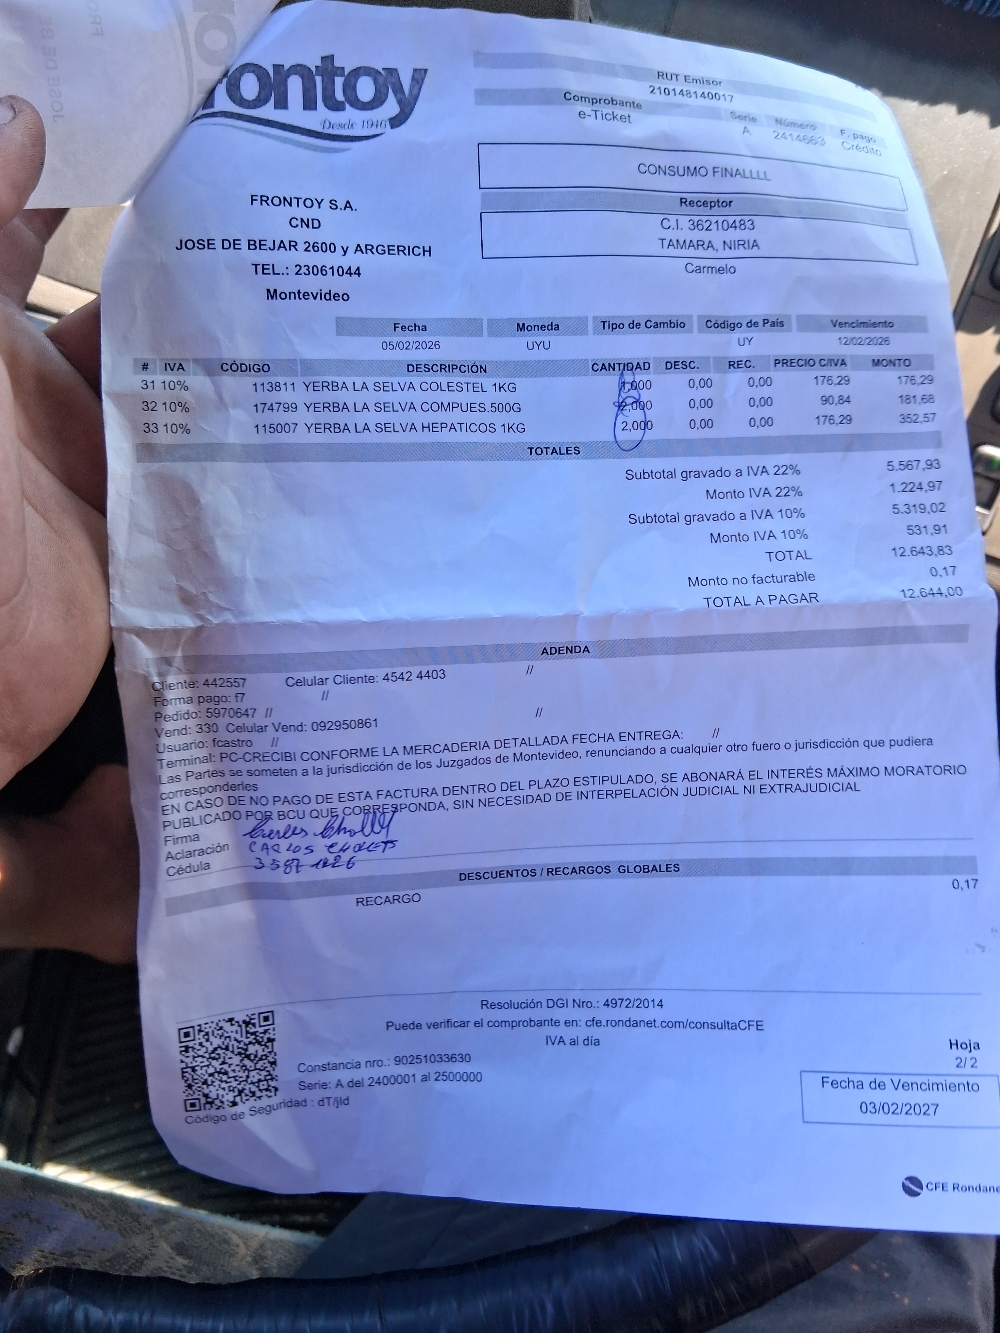 frontoy
Desde 1946
RUT Emisor
210148140017
Comprobante Serie Número F. pago
e-Ticket A 2414663 Crédito
CONSUMO FINALLLL
Receptor
C.I. 36210483
TAMARA, NIRIA
Carmelo
FRONTOY S.A.
CND
JOSE DE BEJAR 2600 y ARGERICH
TEL.: 23061044
Montevideo
Fecha Moneda Tipo de Cambio Código de País Vencimiento
05/02/2026 UYU UY 12/02/2026
# IVA CÓDIGO DESCRIPCIÓN CANTIDAD DESC. REC. PRECIO C/IVA MONTO
31 10% 113811 YERBA LA SELVA COLESTEL 1KG 1,000 0,00 0,00 176,29 176,29
32 10% 174799 YERBA LA SELVA COMPUES.500G 2,000 0,00 0,00 90,84 181,68
33 10% 115007 YERBA LA SELVA HEPATICOS 1KG 2,000 0,00 0,00 176,29 352,57
TOTALES
Subtotal gravado a IVA 22% 5.567,93
Monto IVA 22% 1.224,97
Subtotal gravado a IVA 10% 5.319,02
Monto IVA 10% 531,91
TOTAL 12.643,83
Monto no facturable 0,17
TOTAL A PAGAR 12.644,00
ADENDA
Cliente: 442557 Celular Cliente: 4542 4403 //
Forma pago: f7 //
Pedido: 5970647 // //
Vend: 330 Celular Vend: 092950861
Usuario: fcastro //
Terminal: PC-CRECIBI CONFORME LA MERCADERIA DETALLADA FECHA ENTREGA: //
Las Partes se someten a la jurisdicción de los Juzgados de Montevideo, renunciando a cualquier otro fuero o jurisdicción que pudiera
corresponderles
EN CASO DE NO PAGO DE ESTA FACTURA DENTRO DEL PLAZO ESTIPULADO, SE ABONARÁ EL INTERÉS MÁXIMO MORATORIO
PUBLICADO POR BCU QUE CORRESPONDA, SIN NECESIDAD DE INTERPELACIÓN JUDICIAL NI EXTRAJUDICIAL
Firma
Aclaración CARLOS
Cédula
DESCUENTOS / RECARGOS GLOBALES
RECARGO 0,17
Resolución DGI Nro.: 4972/2014
Puede verificar el comprobante en: cfe.rondanet.com/consultaCFE
IVA al día
Constancia nro.: 90251033630
Serie: A del 2400001 al 2500000
Código de Seguridad : dT/jId
Hoja
2/2
Fecha de Vencimiento
03/02/2027
CFE Rondane